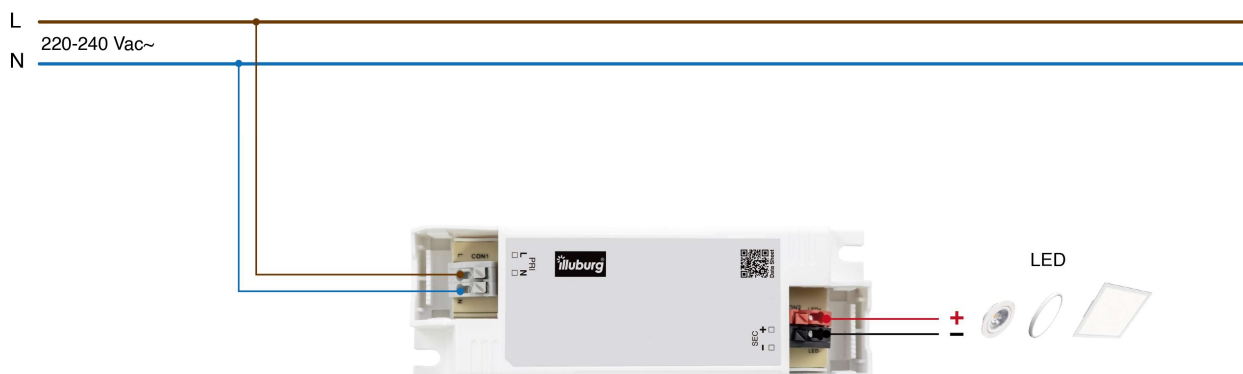 L
220-240 Vac~
N
L
CON1
N
PRI
L
N
illuburg®
Data Sheet
LED
SEC
+
-
LED-
+
-